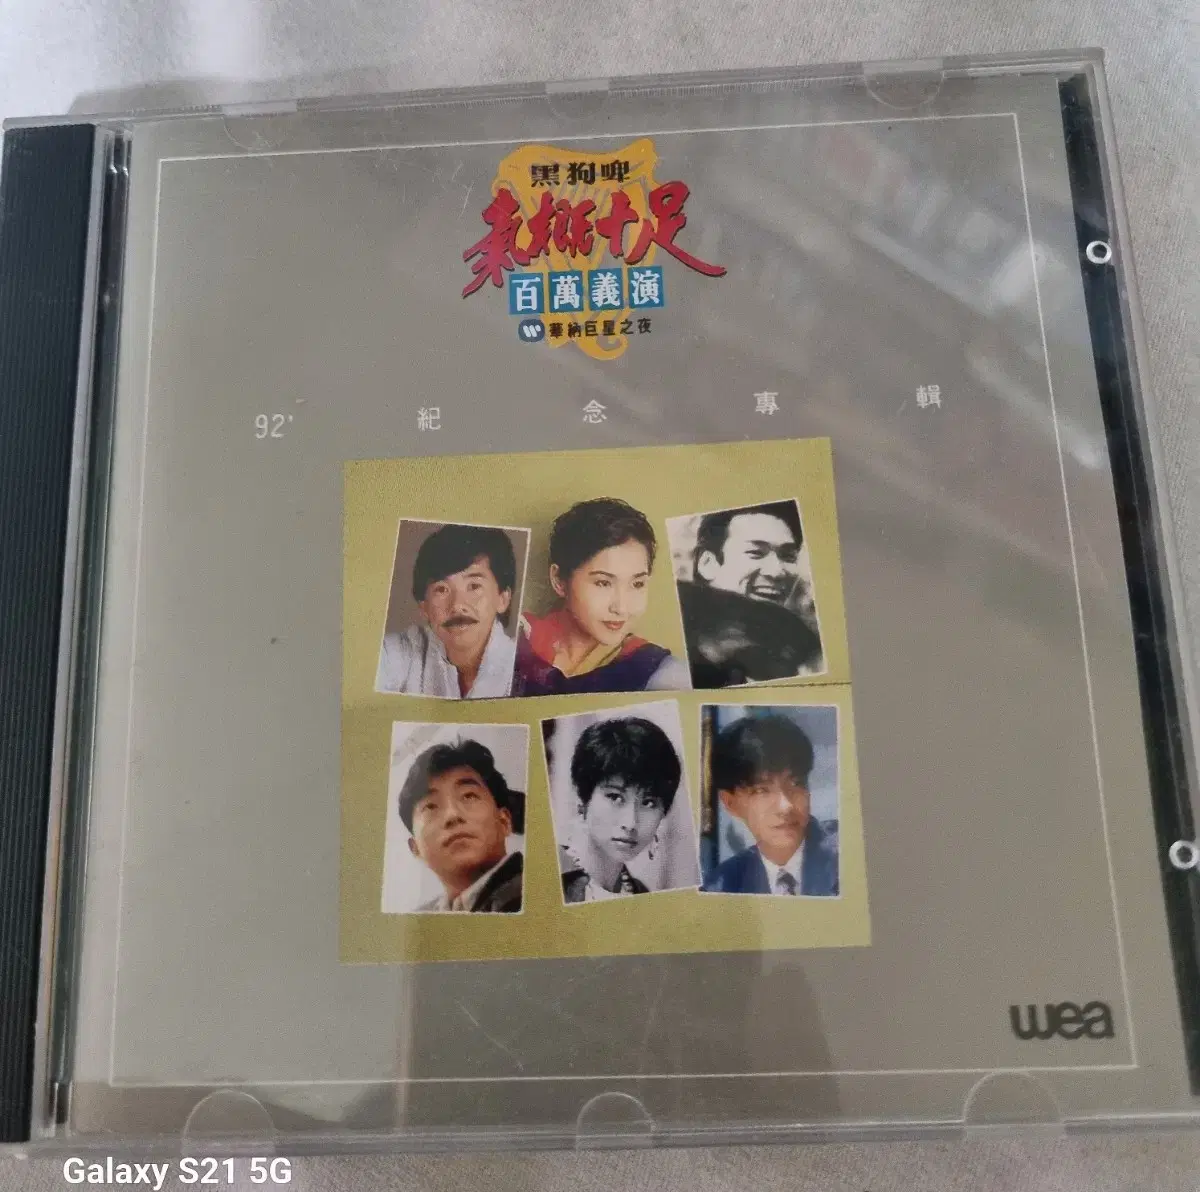 黑狗啤
氣概十足
百萬義演
華納巨星之夜
92' 紀念專輯
wea
Galaxy S21 5G